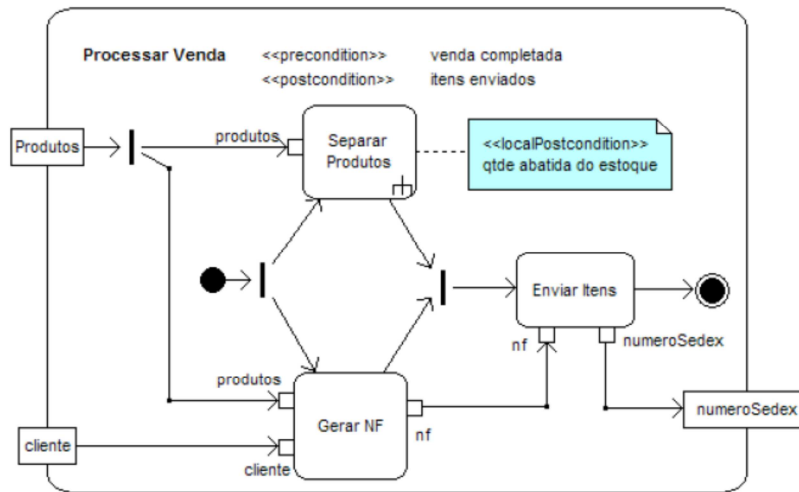 Processar Venda <<precondition>> venda completada
<<postcondition>> itens enviados
Produtos
produtos
Separar
Produtos
<<localPostcondition>>
qtde abatida do estoque
Enviar Itens
nf
numeroSedex
produtos
Gerar NF
nf
numeroSedex
cliente
cliente